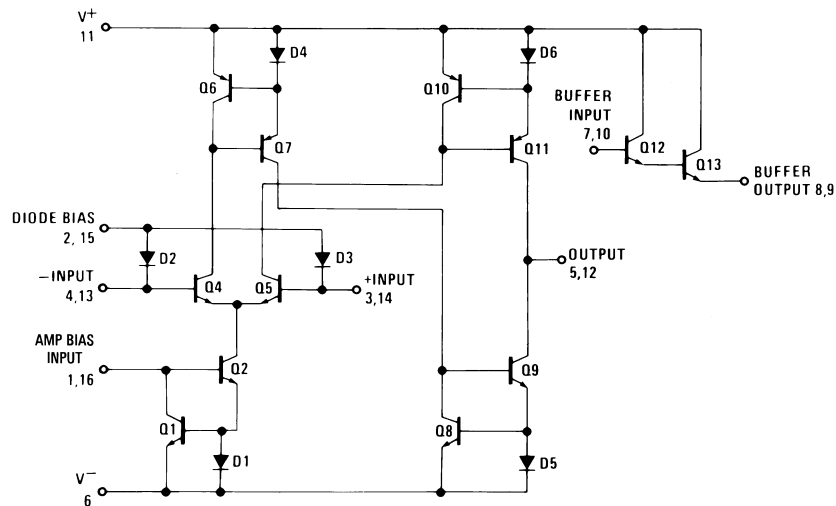 V+
11
D4
D6
Q6
Q10
BUFFER
INPUT
7,10
Q7
Q11
Q12
Q13
BUFFER
OUTPUT 8,9
DIODE BIAS
2, 15
D2
D3
OUTPUT
5,12
—INPUT
4,13
Q4
Q5
+INPUT
3,14
AMP BIAS
INPUT
1,16
Q2
Q9
Q1
Q8
D1
D5
V—
6